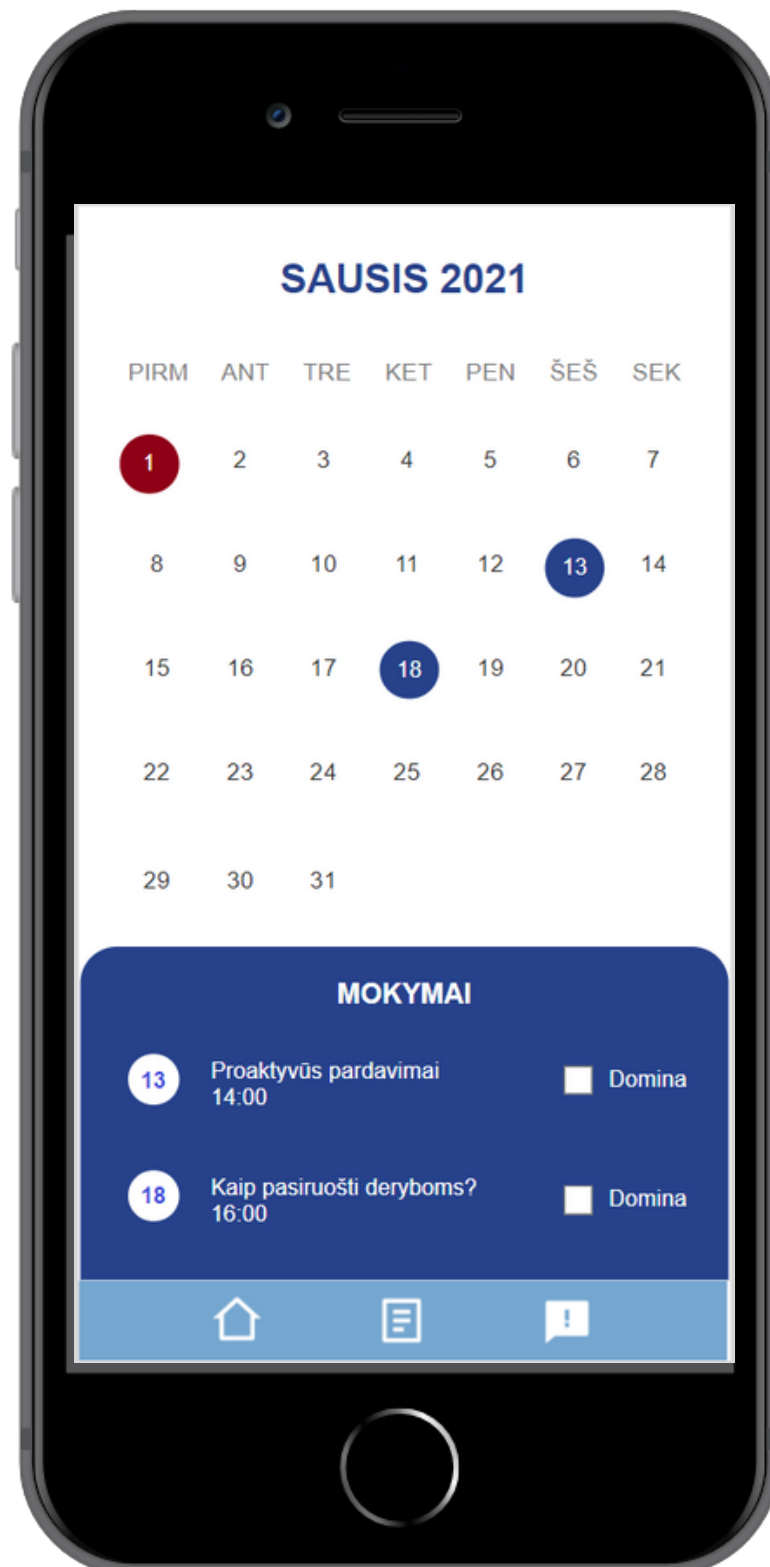 SAUSIS 2021
PIRM ANT TRE KET PEN ŠEŠ SEK
1 2 3 4 5 6 7
8 9 10 11 12 13 14
15 16 17 18 19 20 21
22 23 24 25 26 27 28
29 30 31
MOKYMAI
13 Proaktyvūs pardavimai
14:00
Domina
18 Kaip pasiruošti deryboms?
16:00
Domina